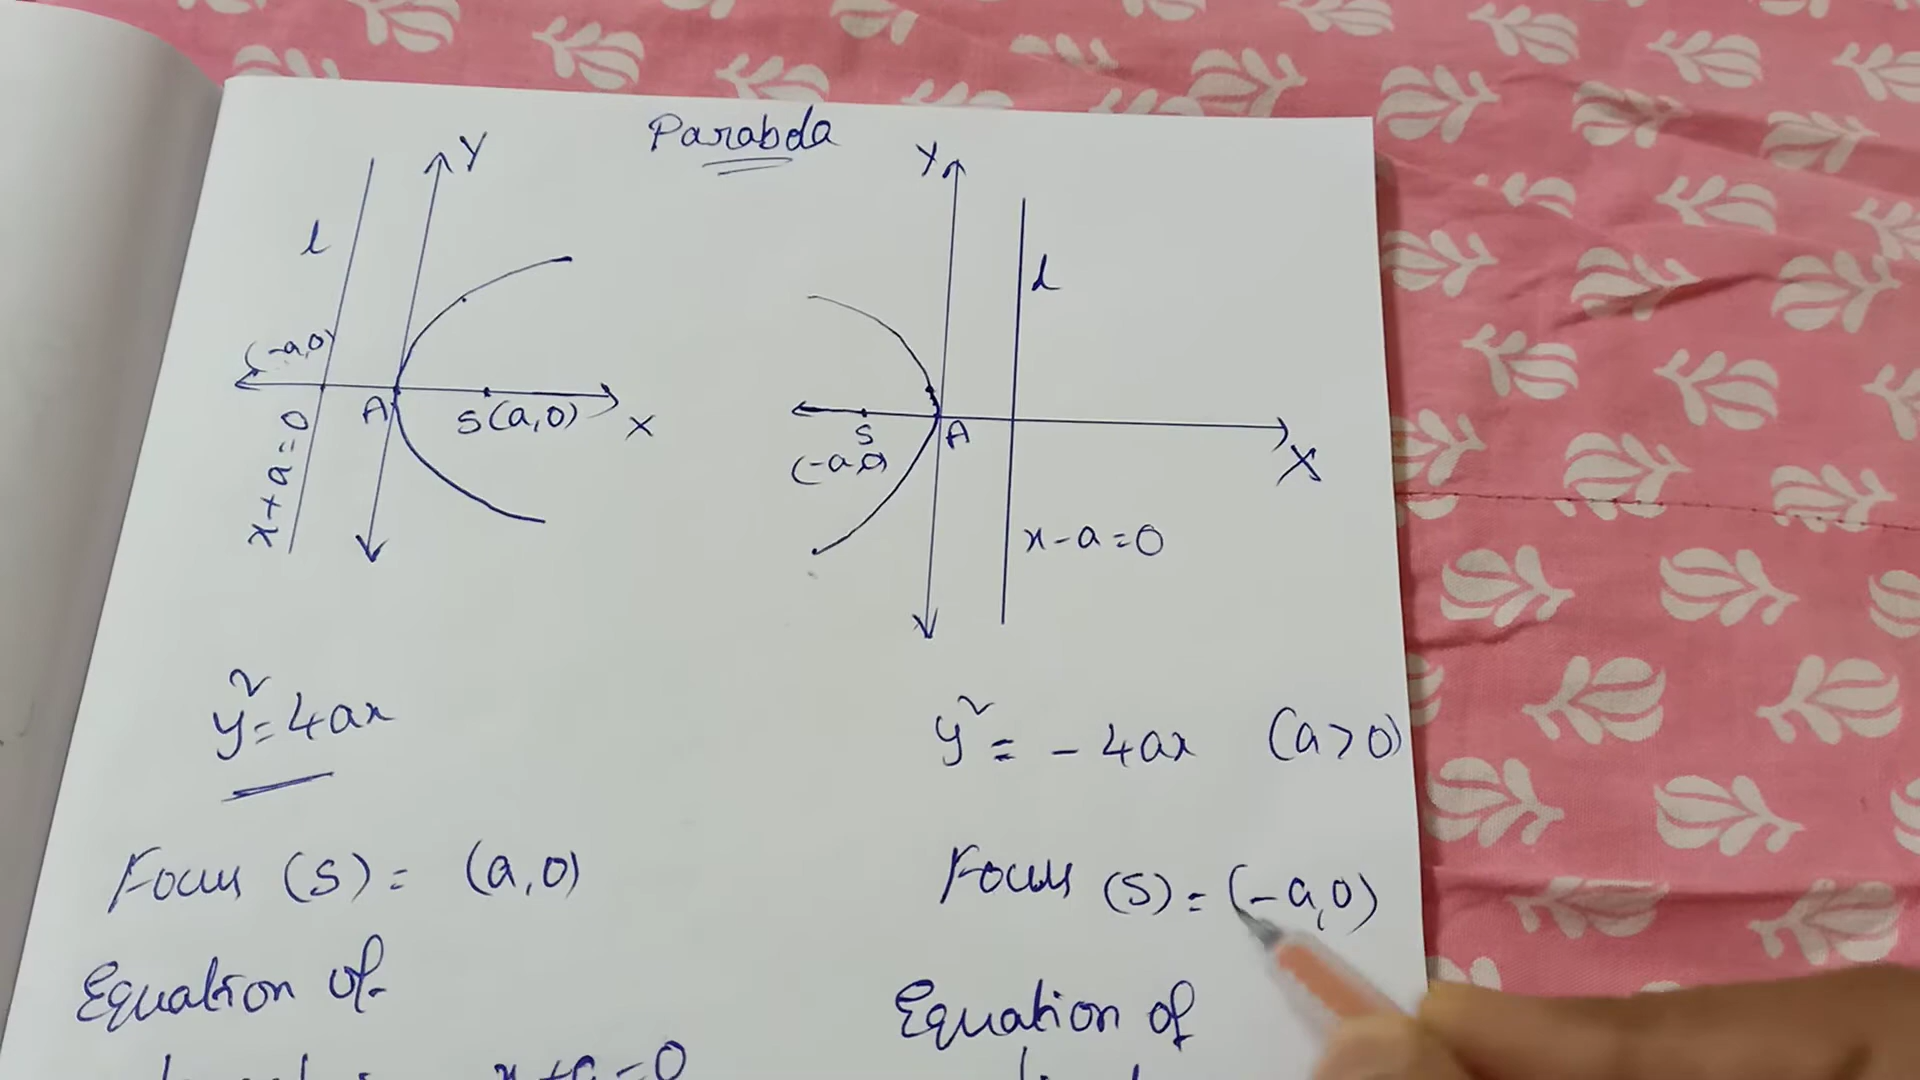 Parabola
Y
l
(-a,0)
A
S(a,0)
X
x+a=0
y²=4ax
Focus (S) = (a,0)
Equation of
x+a=0
Y
l
S
(-a,0)
A
X
x-a=0
y² = -4ax (a>0)
Focus (S) = (-a,0)
Equation of